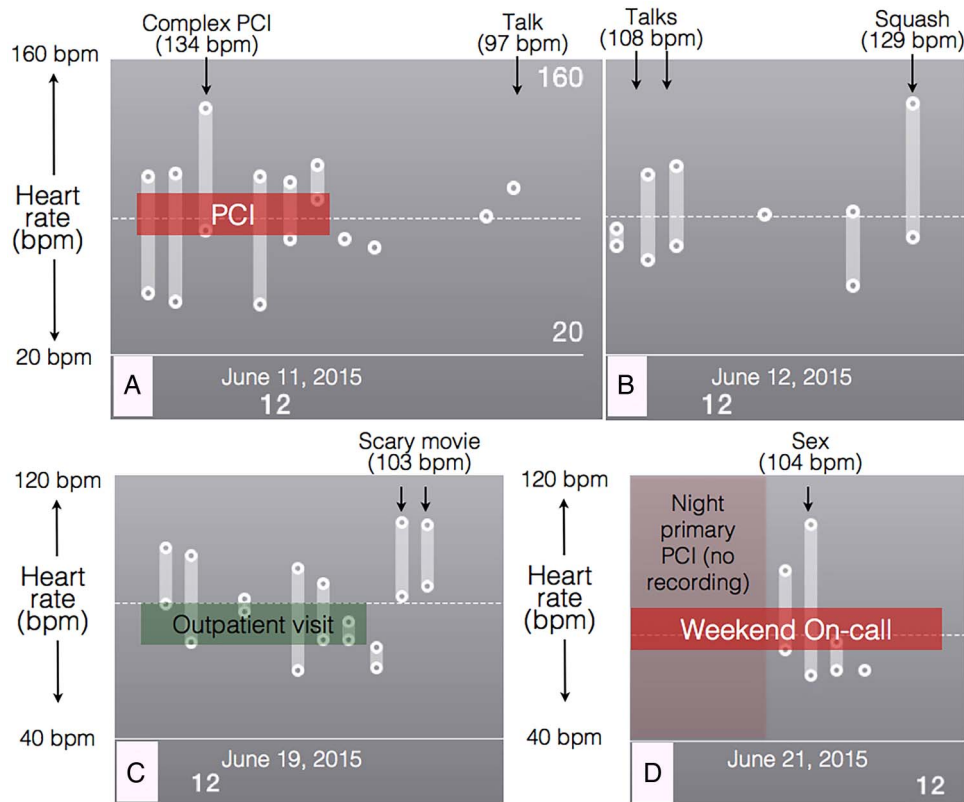 Complex PCI
(134 bpm)
Talk
(97 bpm)
Talks
(108 bpm)
Squash
(129 bpm)
160 bpm
160
Heart
rate
(bpm)
PCI
20
20 bpm
A
June 11, 2015
12
B
June 12, 2015
12
Scary movie
(103 bpm)
Sex
(104 bpm)
120 bpm
Heart
rate
(bpm)
Outpatient visit
40 bpm
C
June 19, 2015
12
120 bpm
Night
primary
PCI (no
recording)
Heart
rate
(bpm)
Weekend On-call
40 bpm
D
June 21, 2015
12